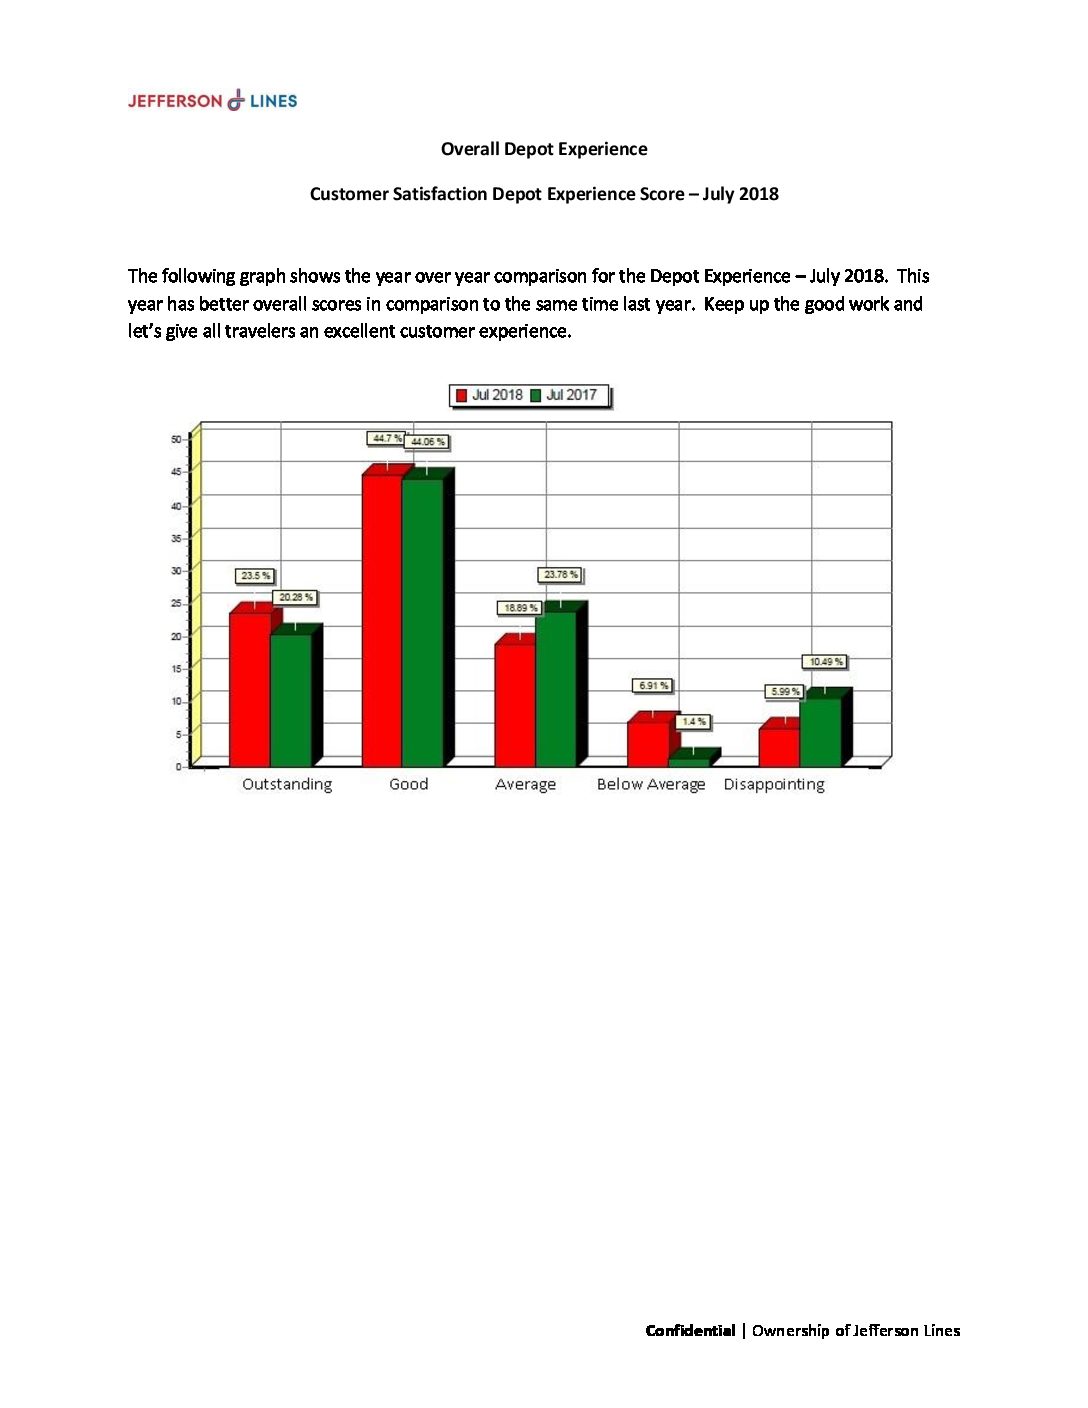 JEFFERSON LINES
Overall Depot Experience
Customer Satisfaction Depot Experience Score – July 2018
The following graph shows the year over year comparison for the Depot Experience – July 2018.  This
year has better overall scores in comparison to the same time last year.  Keep up the good work and
let's give all travelers an excellent customer experience.
Jul 2018 Jul 2017
50
45
40
35
30
25
20
15
10
5
0
44.7 % 44.06 %
23.5 %
20.28 %
18.89 %
23.78 %
6.91 %
1.4 %
5.99 %
10.49 %
Outstanding Good Average Below Average Disappointing
Confidential | Ownership of Jefferson Lines